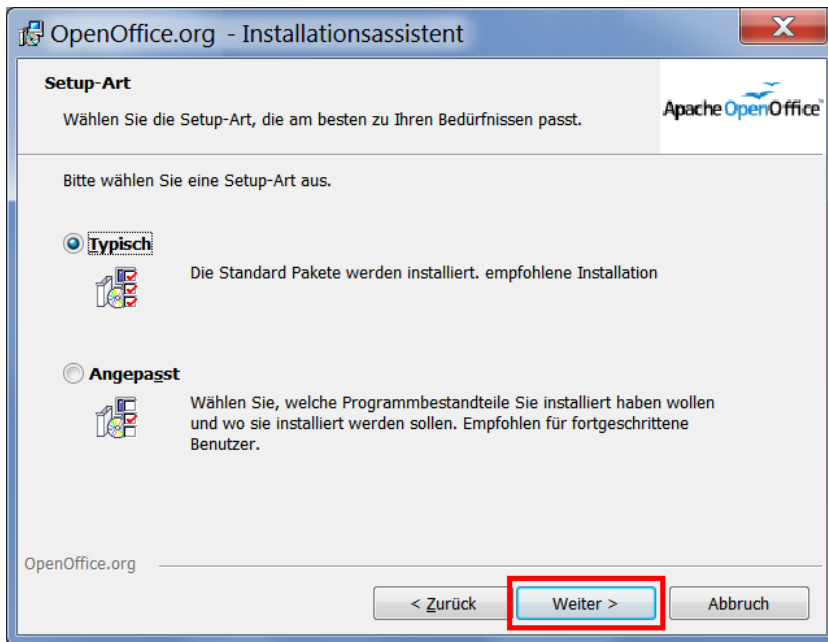 OpenOffice.org - Installationsassistent
Setup-Art
Wählen Sie die Setup-Art, die am besten zu Ihren Bedürfnissen passt.
Apache OpenOffice™
Bitte wählen Sie eine Setup-Art aus.
Typisch
Die Standard Pakete werden installiert. empfohlene Installation
Angepasst
Wählen Sie, welche Programmbestandteile Sie installiert haben wollen
und wo sie installiert werden sollen. Empfohlen für fortgeschrittene
Benutzer.
OpenOffice.org
< Zurück
Weiter >
Abbruch